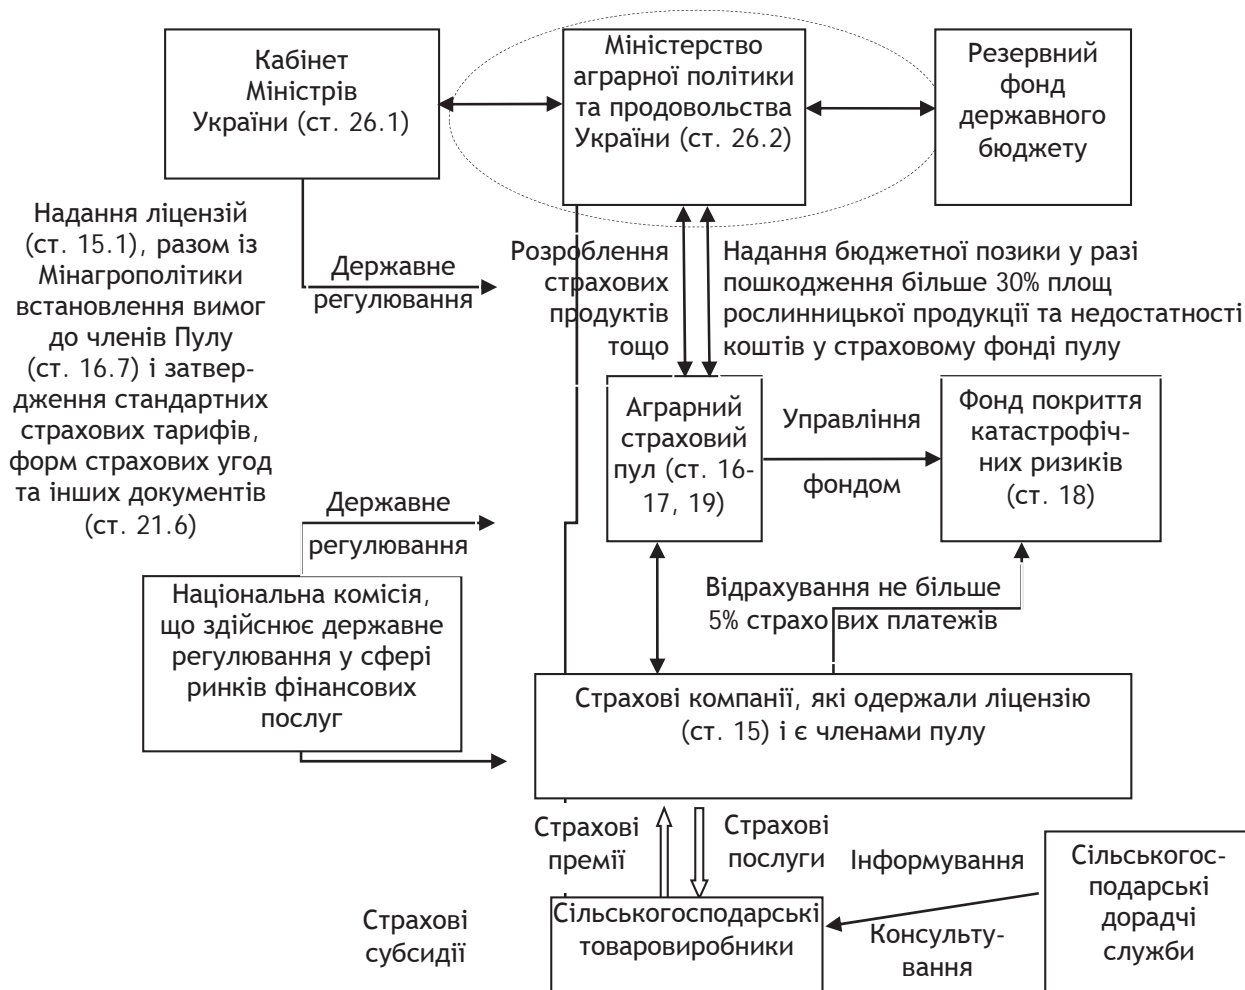 Кабінет
Міністрів
України (ст. 26.1)
Міністерство
аграрної політики
та продовольства
України (ст. 26.2)
Резервний
фонд
державного
бюджету
Надання ліцензій
(ст. 15.1), разом із
Мінагрополітики
встановлення вимог
до членів Пулу
(ст. 16.7) і затвер-
дження стандартних
страхових тарифів,
форм страхових угод
та інших документів
(ст. 21.6)
Державне
регулювання
Розроблення
страхових
продуктів
тощо
Надання бюджетної позики у разі
пошкодження більше 30% площ
рослинницької продукції та недостатності
коштів у страховому фонді пулу
Аграрний
страховий
пул (ст. 16-
17, 19)
Управління
фондом
Фонд покриття
катастрофіч-
них ризиків
(ст. 18)
Державне
регулювання
Національна комісія,
що здійснює державне
регулювання у сфері
ринків фінансових
послуг
Відрахування не більше
5% страхо вих платежів
Страхові компанії, які одержали ліцензію
(ст. 15) і є членами пулу
Страхові
премії
Страхові
послуги
Інформування
Сільськогос-
подарські
дорадчі
служби
Страхові
субсидії
Сільськогосподарські
товаровиробники
Консульту-
вання